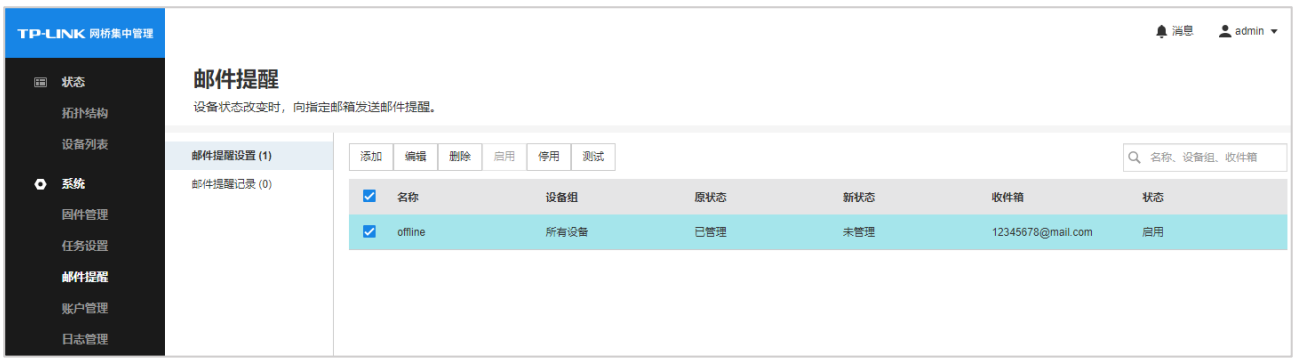 TP-LINK 网桥集中管理
消息 admin
状态
拓扑结构
设备列表
系统
固件管理
任务设置
邮件提醒
账户管理
日志管理
邮件提醒
设备状态改变时，向指定邮箱发送邮件提醒。
邮件提醒设置 (1)
邮件提醒记录 (0)
添加 编辑 删除 启用 停用 测试 名称、设备组、收件箱
名称 设备组 原状态 新状态 收件箱 状态
offline 所有设备 已管理 未管理 12345678@mail.com 启用